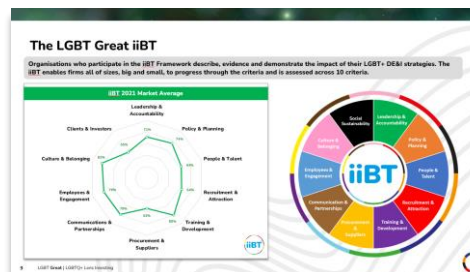 The LGBT Great iiBT
Organisations who participate in the iiBT Framework describe, evidence and demonstrate the impact of their LGBT+ DE&I strategies. The
iiBT enables firms all of sizes, big and small, to progress through the criteria and is assessed across 10 criteria.
iiBT 2021 Market Average
Leadership &
Accountability
Clients & Investors
Policy & Planning
Culture & Belonging
People & Talent
Employees &
Engagement
Recruitment &
Attraction
Communications &
Partnerships
Training &
Development
Procurement &
Suppliers
iiBT
Social
Sustainability
Leadership &
Accountability
Culture &
Belonging
Policy &
Planning
Employees &
Engagement
iiBT
People &
Talent
Communication &
Partnerships
Recruitment &
Attraction
Procurement
& Suppliers
Training &
Development
LGBT Great | LGBTQ+ Lens Investing